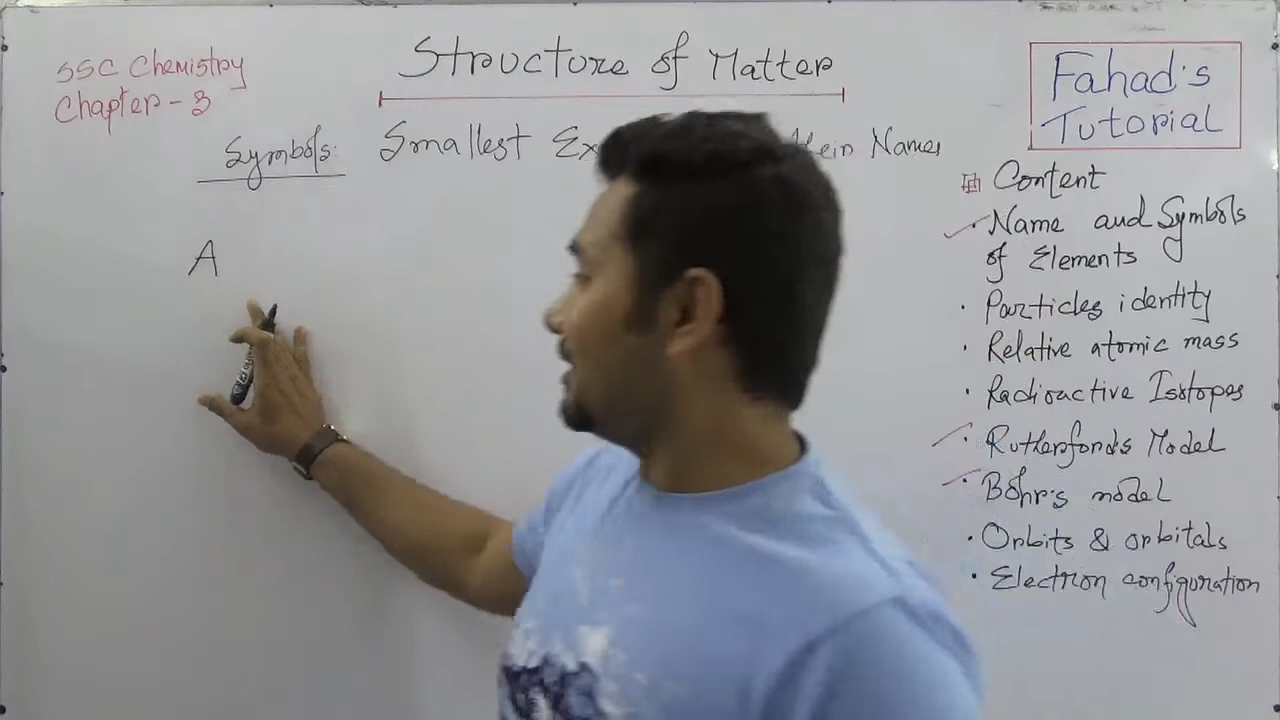 SSC Chemistry
Chapter - 3
Structure of Matter
Fahad's
Tutorial
Symbols: Smallest Names
A
Content
Name and Symbols
of Elements
Particles identity
Relative atomic mass
Radioactive Isotopes
Rutherford's Model
Bohr's model
Orbits & orbitals
Electron configuration